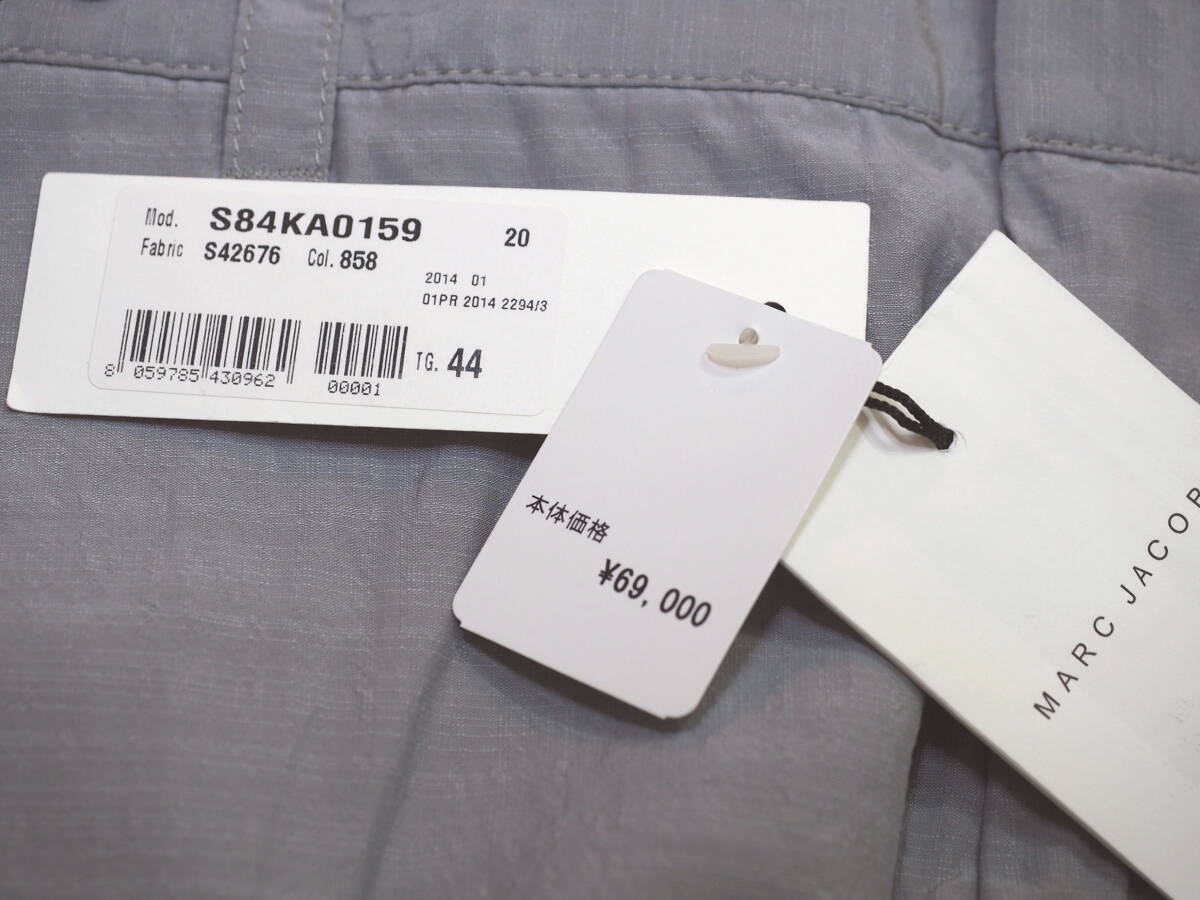 Mod. S84KA0159 20
Fabric S42676 Col. 858
2014 01
01PR 2014 2294/3
8 059785 430962 00001
TG. 44
本体価格
¥69,000
MARC JACOB